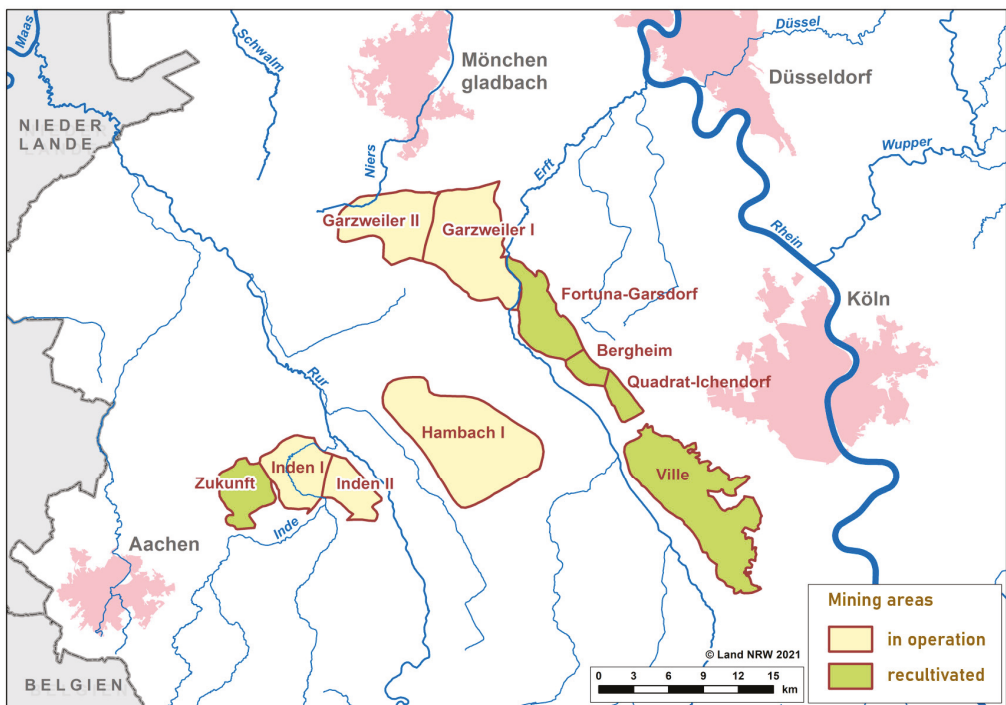 Maas
Schwalm
Düssel
Mönchen
gladbach
Düsseldorf
NIEDER
LANDE
Niers
Erft
Wupper
Garzweiler II
Garzweiler I
Rhein
Fortuna-Garsdorf
Köln
Bergheim
Quadrat-Ichendorf
Rur
Hambach I
Zukunft
Inden I
Inden II
Ville
Inde
Aachen
BELGIEN
Mining areas
in operation
recultivated
© Land NRW 2021
0 3 6 9 12 15
km